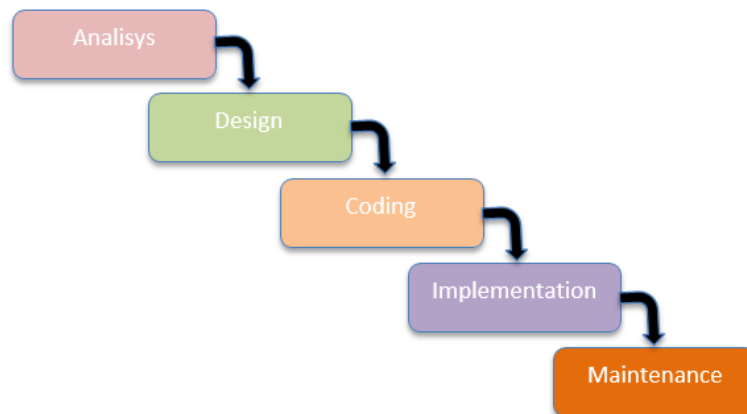 Analisys
Design
Coding
Implementation
Maintenance